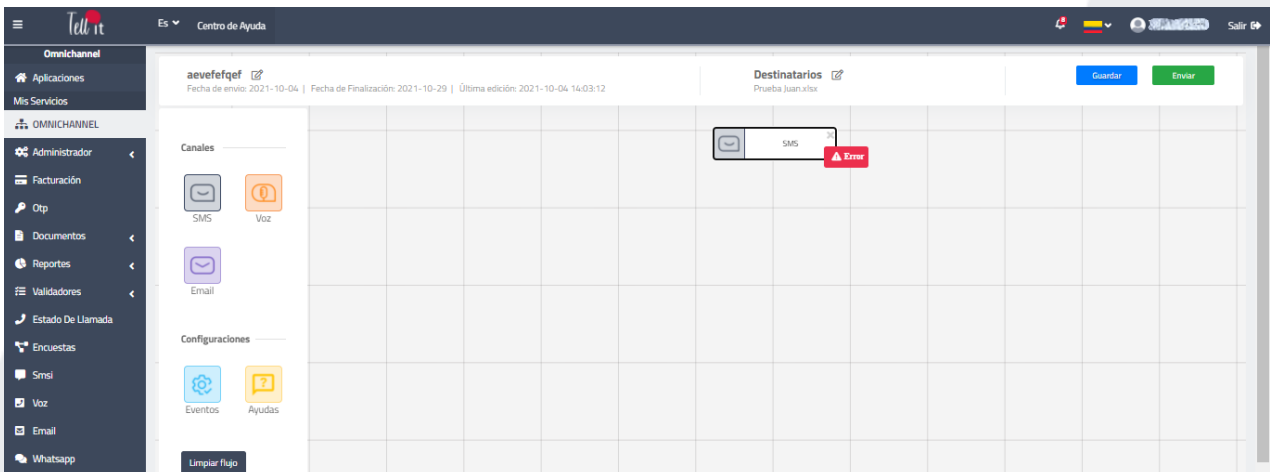 Tell it
Es
Centro de Ayuda
Salir
Omnichannel
Aplicaciones
Mis Servicios
OMNICHANNEL
Administrador
Facturación
Otp
Documentos
Reportes
Validadores
Estado De Llamada
Encuestas
Smsi
Voz
Email
Whatsapp
aevefefqef
Fecha de envio: 2021-10-04 | Fecha de Finalización: 2021-10-29 | Última edición: 2021-10-04 14:03:12
Destinatarios
Prueba Juan.xlsx
Guardar
Enviar
Canales
SMS
Voz
Email
Configuraciones
Eventos
Ayudas
Limpiar flujo
SMS
Error